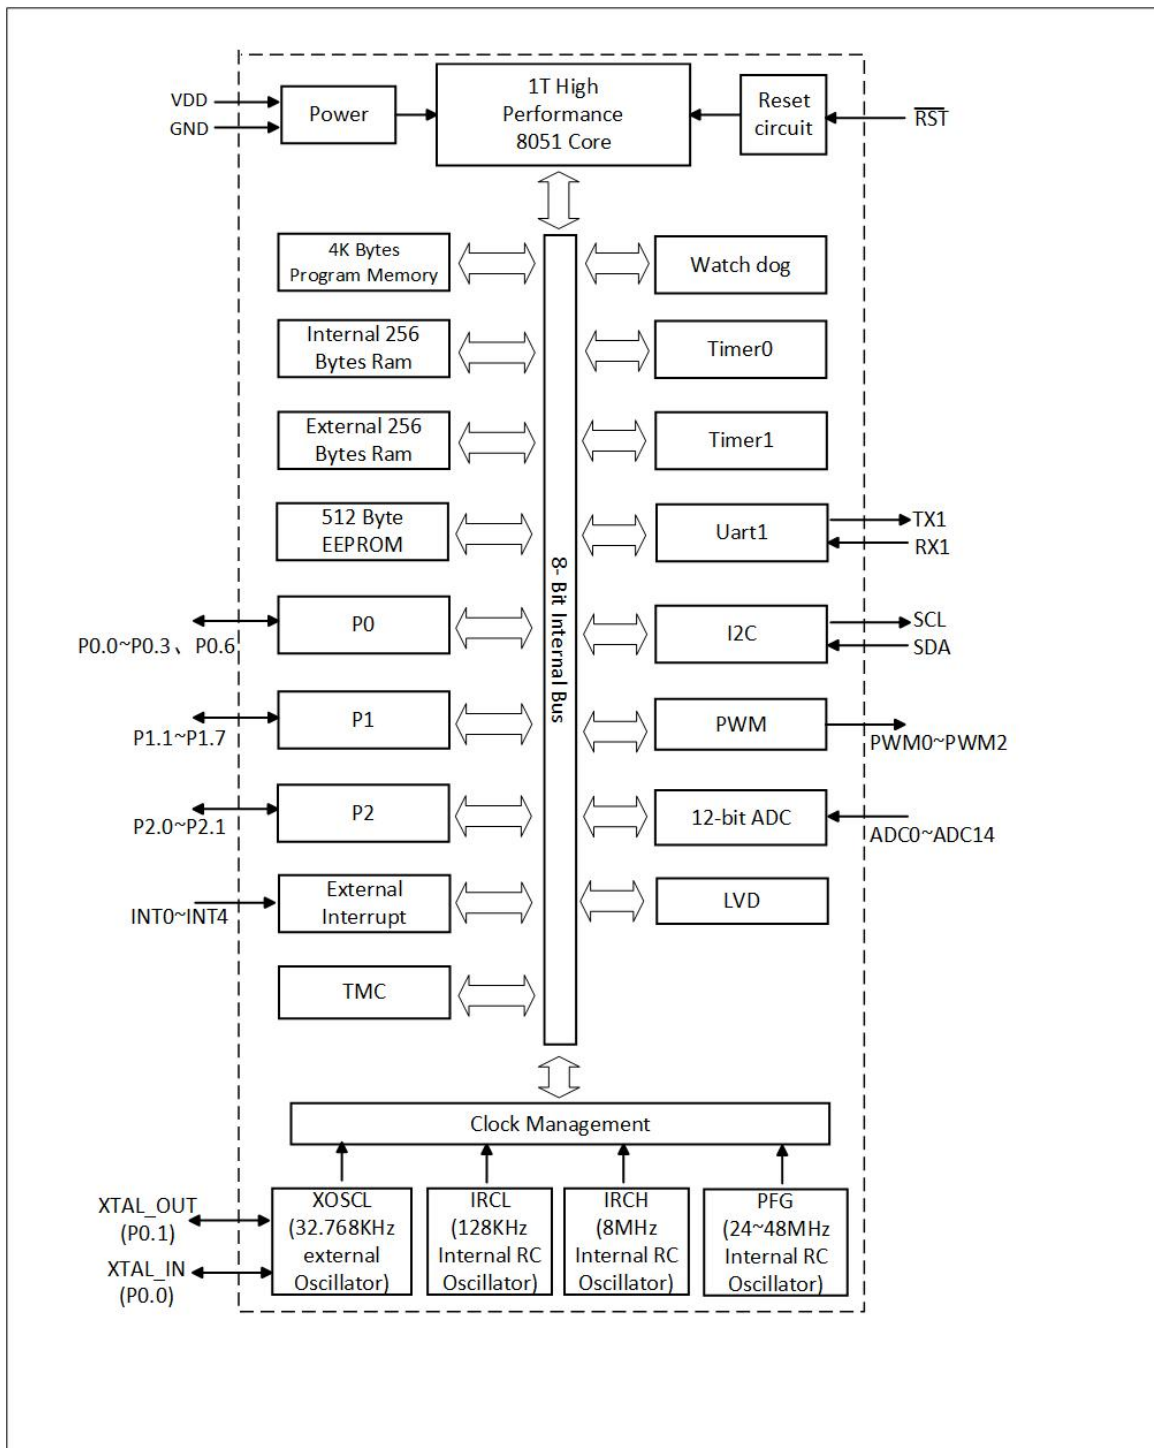 VDD
GND
Power
1T High
Performance
8051 Core
Reset
circuit
RST
4K Bytes
Program Memory
Watch dog
Internal 256
Bytes Ram
Timer0
External 256
Bytes Ram
Timer1
512 Byte
EEPROM
Uart1
TX1
RX1
8- Bit Internal Bus
P0.0~P0.3、 P0.6
P0
I2C
SCL
SDA
P1.1~P1.7
P1
PWM
PWM0~PWM2
P2.0~P2.1
P2
12-bit ADC
ADC0~ADC14
INT0~INT4
External
Interrupt
LVD
TMC
Clock Management
XTAL_OUT
(P0.1)
XTAL_IN
(P0.0)
XOSCL
(32.768KHz
external
Oscillator)
IRCL
(128KHz
Internal RC
Oscillator)
IRCH
(8MHz
Internal RC
Oscillator)
PFG
(24~48MHz
Internal RC
Oscillator)